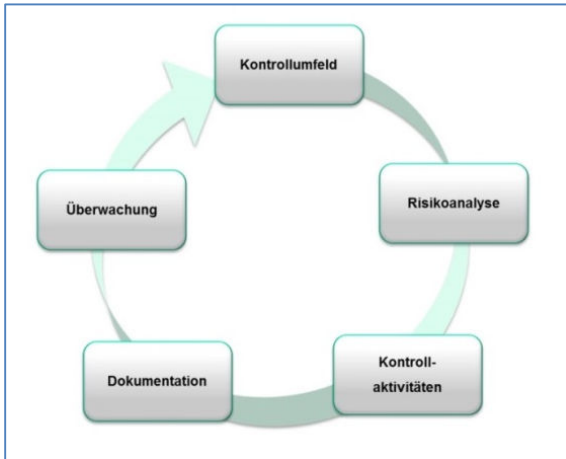 Kontrollumfeld
Risikoanalyse
Kontroll-
aktivitäten
Dokumentation
Überwachung